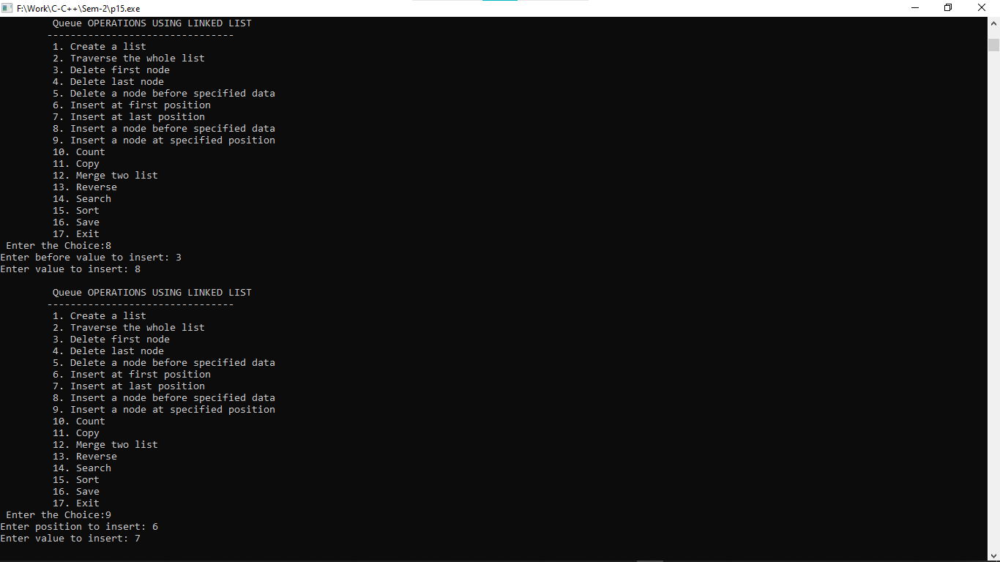 F:\Work\C-C++\Sem-2\p15.exe
Queue OPERATIONS USING LINKED LIST
--------------------------------
1. Create a list
2. Traverse the whole list
3. Delete first node
4. Delete last node
5. Delete a node before specified data
6. Insert at first position
7. Insert at last position
8. Insert a node before specified data
9. Insert a node at specified position
10. Count
11. Copy
12. Merge two list
13. Reverse
14. Search
15. Sort
16. Save
17. Exit
Enter the Choice:8
Enter before value to insert: 3
Enter value to insert: 8
Queue OPERATIONS USING LINKED LIST
--------------------------------
1. Create a list
2. Traverse the whole list
3. Delete first node
4. Delete last node
5. Delete a node before specified data
6. Insert at first position
7. Insert at last position
8. Insert a node before specified data
9. Insert a node at specified position
10. Count
11. Copy
12. Merge two list
13. Reverse
14. Search
15. Sort
16. Save
17. Exit
Enter the Choice:9
Enter position to insert: 6
Enter value to insert: 7